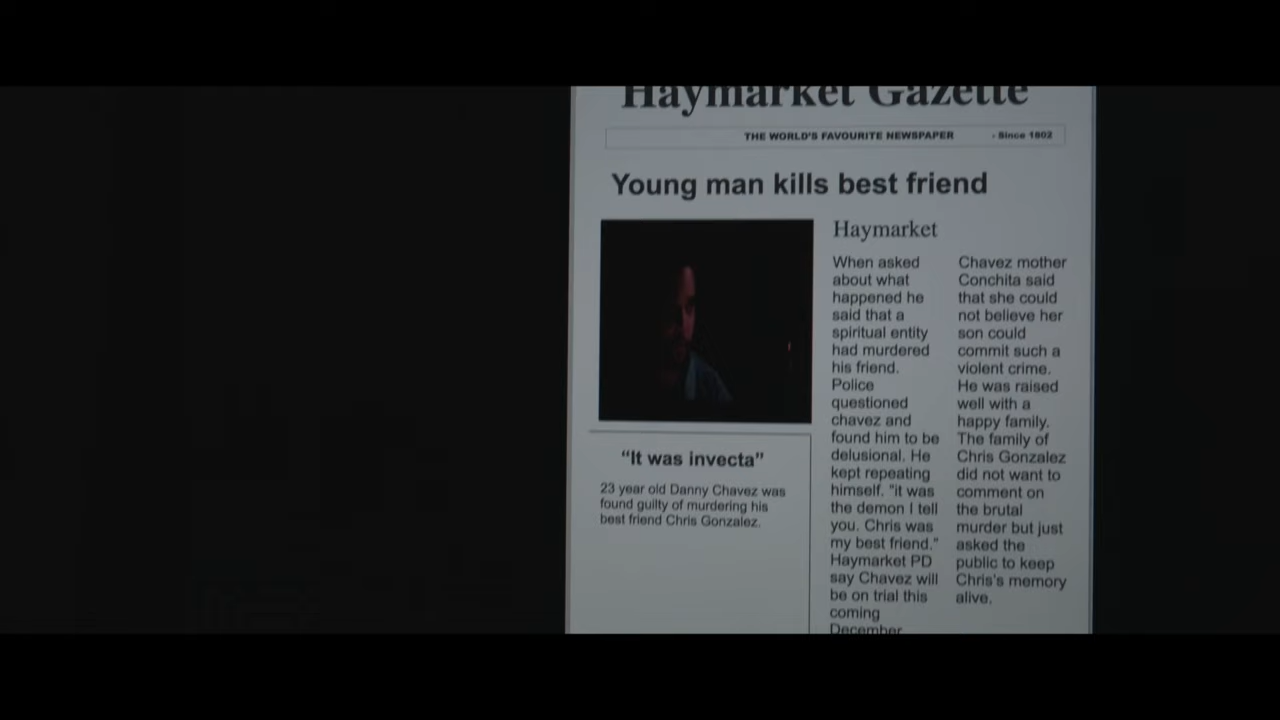 Haymarket Gazette
THE WORLD'S FAVOURITE NEWSPAPER - Since 1802
Young man kills best friend
“It was invecta”
23 year old Danny Chavez was
found guilty of murdering his
best friend Chris Gonzalez.
Haymarket
When asked
about what
happened he
said that a
spiritual entity
had murdered
his friend.
Police
questioned
chavez and
found him to be
delusional. He
kept repeating
himself. "it was
the demon I tell
you. Chris was
my best friend."
Haymarket PD
say Chavez will
be on trial this
coming
December
Chavez mother
Conchita said
that she could
not believe her
son could
commit such a
violent crime.
He was raised
well with a
happy family.
The family of
Chris Gonzalez
did not want to
comment on
the brutal
murder but just
asked the
public to keep
Chris's memory
alive.